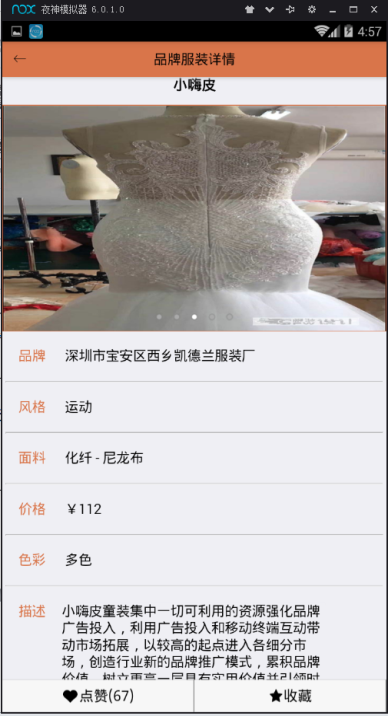 nox 夜神模拟器 6.0.1.0
4:57
品牌服装详情
小嗨皮
品牌 深圳市宝安区西乡凯德兰服装厂
风格 运动
面料 化纤 - 尼龙布
价格 ￥112
色彩 多色
描述 小嗨皮童装集中一切可利用的资源强化品牌
广告投入，利用广告投入和移动终端互动带
动市场拓展，以较高的起点进入各细分市
场，创造行业新的品牌推广模式，累积品牌
价值，树立更高一层具有实用价值并引领时
点赞(67)
收藏